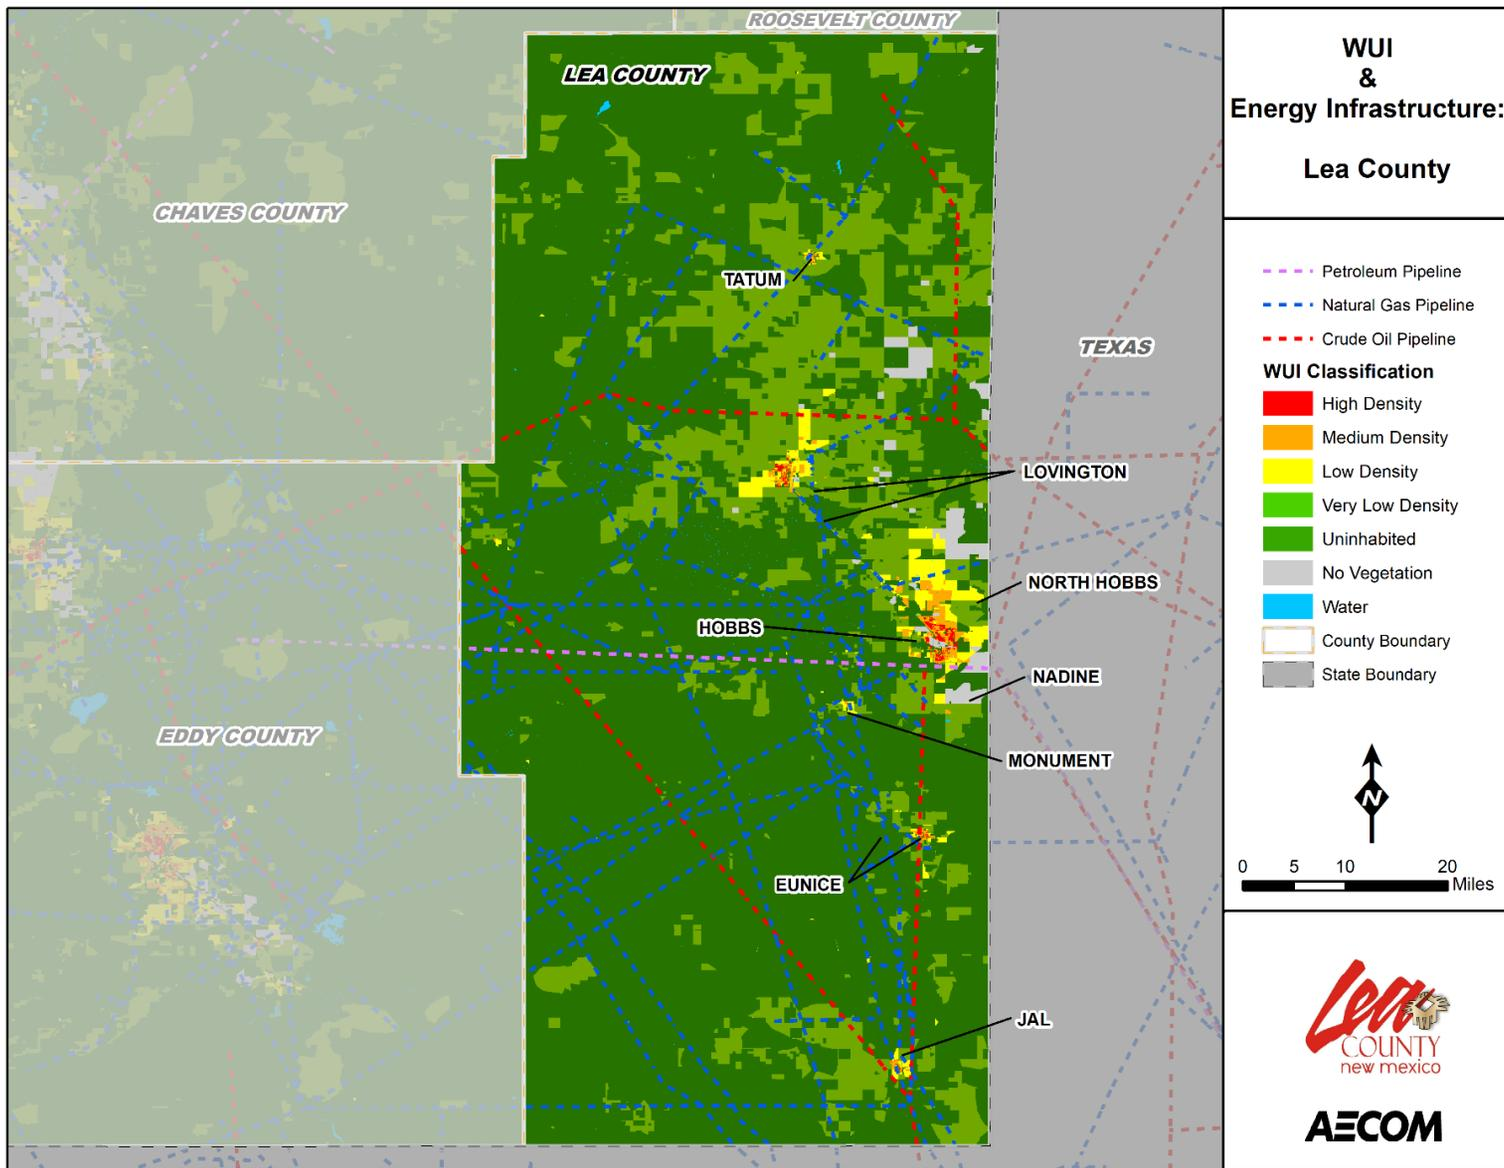 ROOSEVELT COUNTY
LEA COUNTY
CHAVES COUNTY
TATUM
TEXAS
LOVINGTON
NORTH HOBBS
HOBBS
NADINE
EDDY COUNTY
MONUMENT
EUNICE
JAL
WUI
&
Energy Infrastructure:
Lea County
Petroleum Pipeline
Natural Gas Pipeline
Crude Oil Pipeline
WUI Classification
High Density
Medium Density
Low Density
Very Low Density
Uninhabited
No Vegetation
Water
County Boundary
State Boundary
N
0 5 10 20
Miles
Lea
COUNTY
new mexico
AECOM